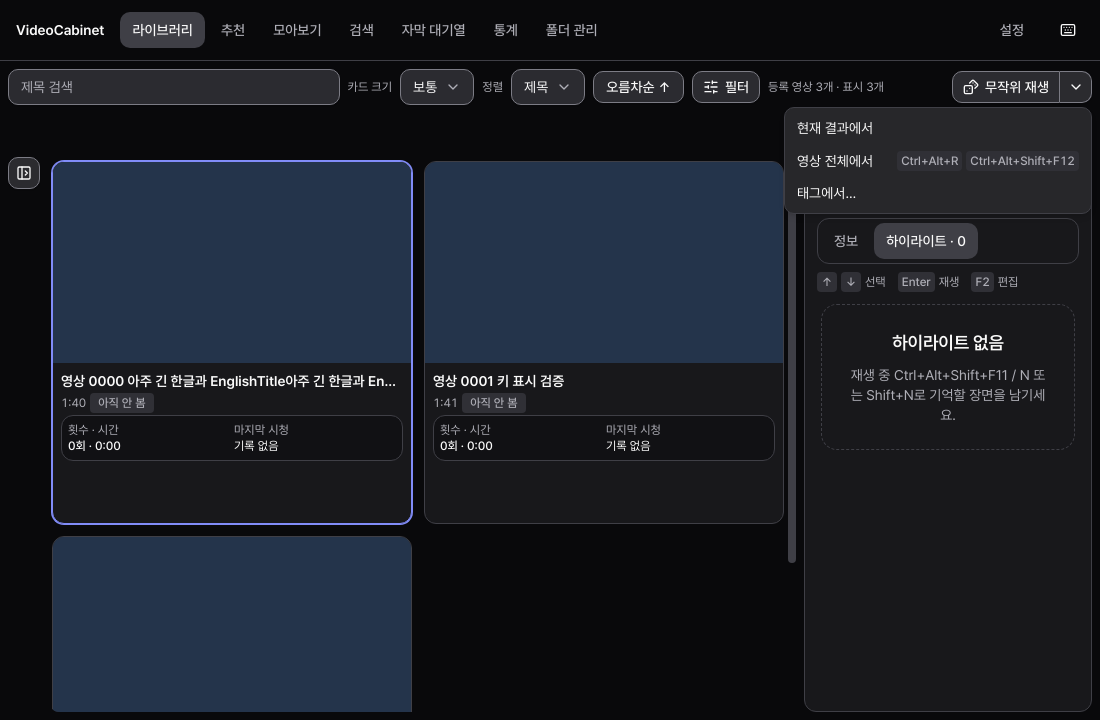 VideoCabinet 라이브러리 추천 모아보기 검색 자막 대기열 통계 폴더 관리 설정
제목 검색 카드 크기 보통 정렬 제목 오름차순 ↑ 필터 등록 영상 3개 · 표시 3개 무작위 재생
현재 결과에서
영상 전체에서 Ctrl+Alt+R Ctrl+Alt+Shift+F12
태그에서...
정보 하이라이트 · 0
↑ ↓ 선택 Enter 재생 F2 편집
하이라이트 없음
재생 중 Ctrl+Alt+Shift+F11 / N 또
는 Shift+N로 기억할 장면을 남기세
요.
영상 0000 아주 긴 한글과 EnglishTitle아주 긴 한글과 En...
1:40 아직 안 봄
횟수 · 시간 마지막 시청
0회 · 0:00 기록 없음
영상 0001 키 표시 검증
1:41 아직 안 봄
횟수 · 시간 마지막 시청
0회 · 0:00 기록 없음